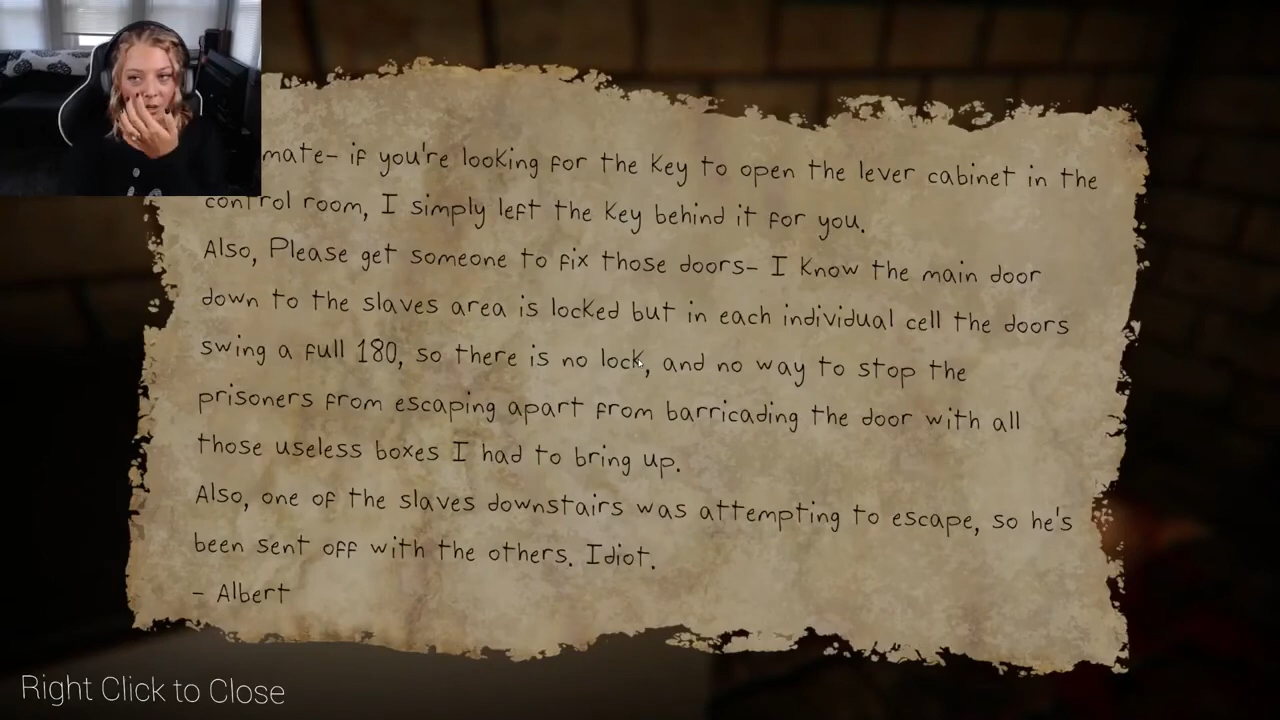 mate- if you're looking for the key to open the lever cabinet in the
control room, I simply left the key behind it for you.
Also, Please get someone to fix those doors- I know the main door
down to the slaves area is locked but in each individual cell the doors
swing a full 180, so there is no lock, and no way to stop the
prisoners from escaping apart from barricading the door with all
those useless boxes I had to bring up.
Also, one of the slaves downstairs was attempting to escape, so he's
been sent off with the others. Idiot.
- Albert
Right Click to Close